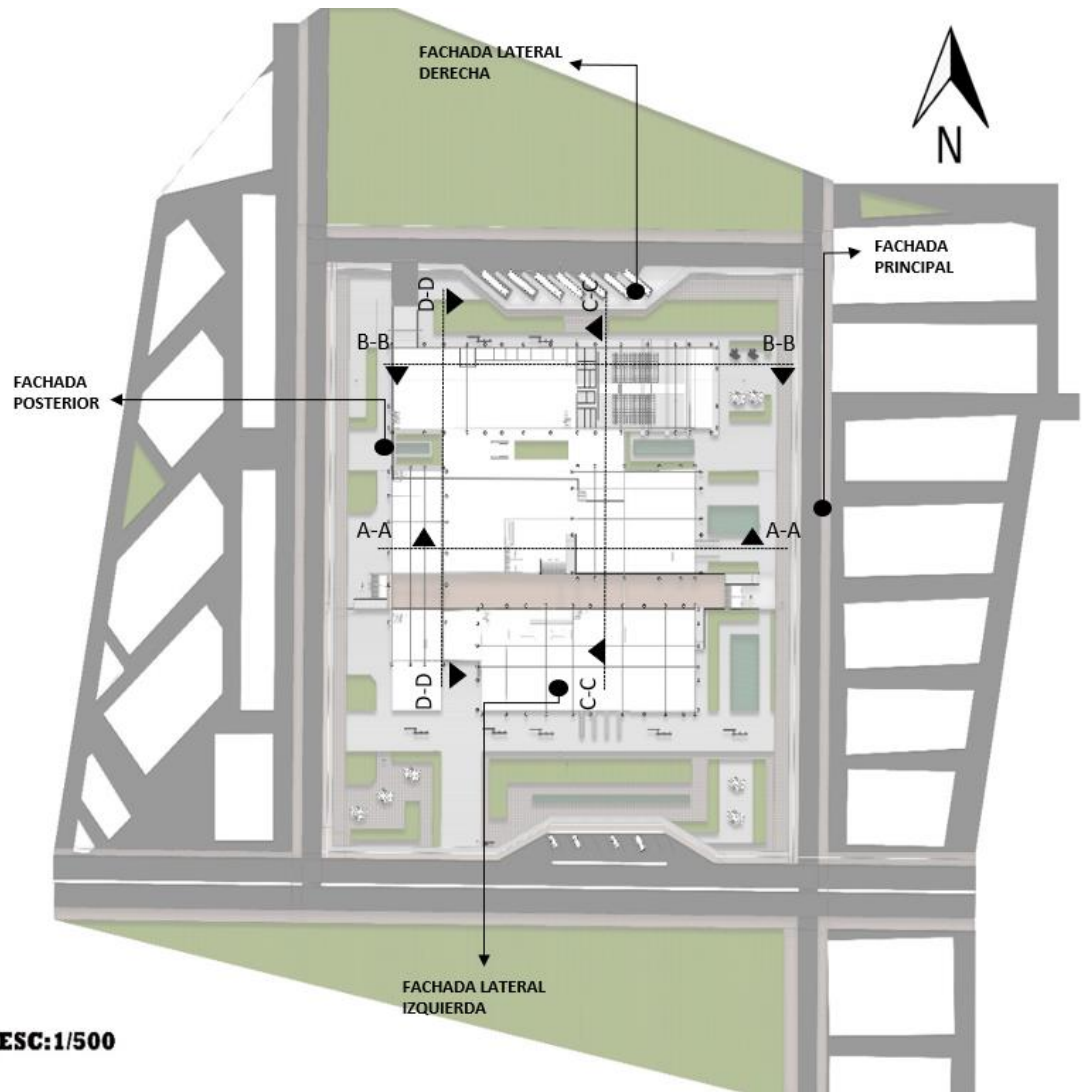 FACHADA LATERAL
DERECHA
N
FACHADA
PRINCIPAL
D-D
C-C
B-B
B-B
FACHADA
POSTERIOR
A-A
A-A
D-D
C-C
FACHADA LATERAL
IZQUIERDA
ESC:1/500